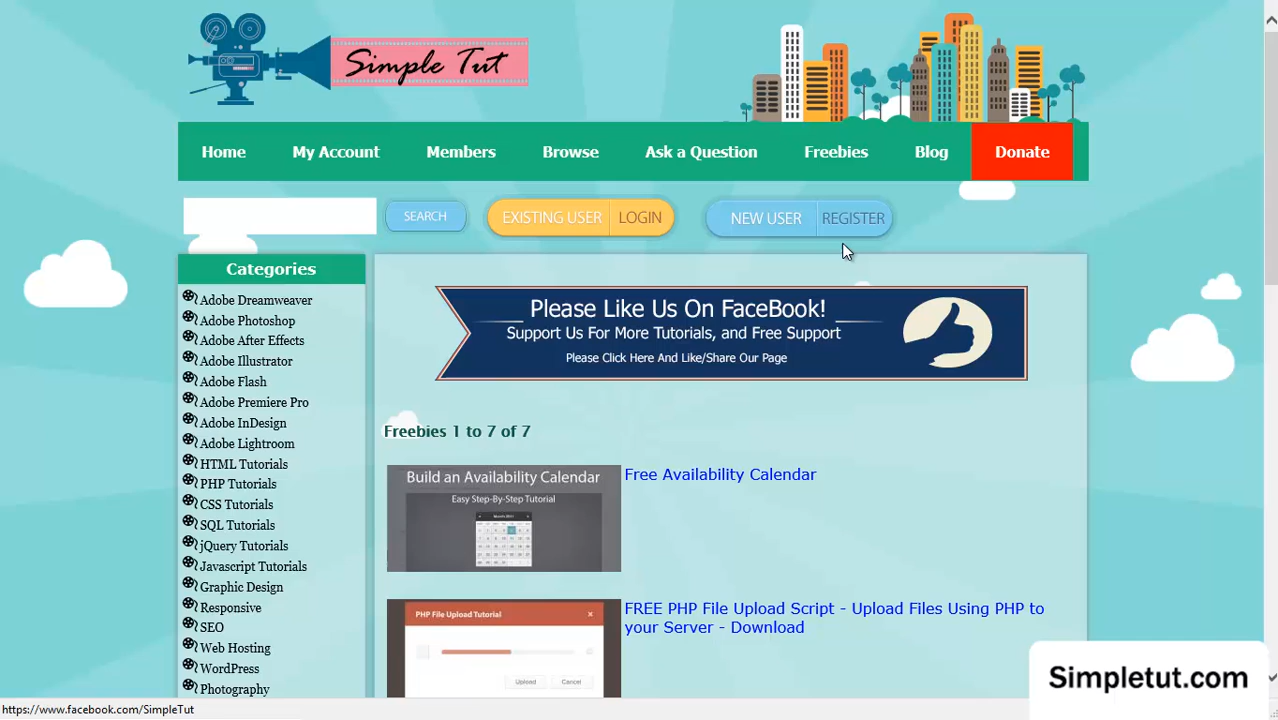 Simple Tut
Home My Account Members Browse Ask a Question Freebies Blog Donate
SEARCH EXISTING USER LOGIN NEW USER REGISTER
Categories
Adobe Dreamweaver
Adobe Photoshop
Adobe After Effects
Adobe Illustrator
Adobe Flash
Adobe Premiere Pro
Adobe InDesign
Adobe Lightroom
HTML Tutorials
PHP Tutorials
CSS Tutorials
SQL Tutorials
jQuery Tutorials
Javascript Tutorials
Graphic Design
Responsive
SEO
Web Hosting
WordPress
Photography
Please Like Us On FaceBook!
Support Us For More Tutorials, and Free Support
Please Click Here And Like/Share Our Page
Freebies 1 to 7 of 7
Build an Availability Calendar
Easy Step-By-Step Tutorial
Free Availability Calendar
PHP File Upload Tutorial
Upload Cancel
FREE PHP File Upload Script - Upload Files Using PHP to
your Server - Download
Simpletut.com
https://www.facebook.com/SimpleTut